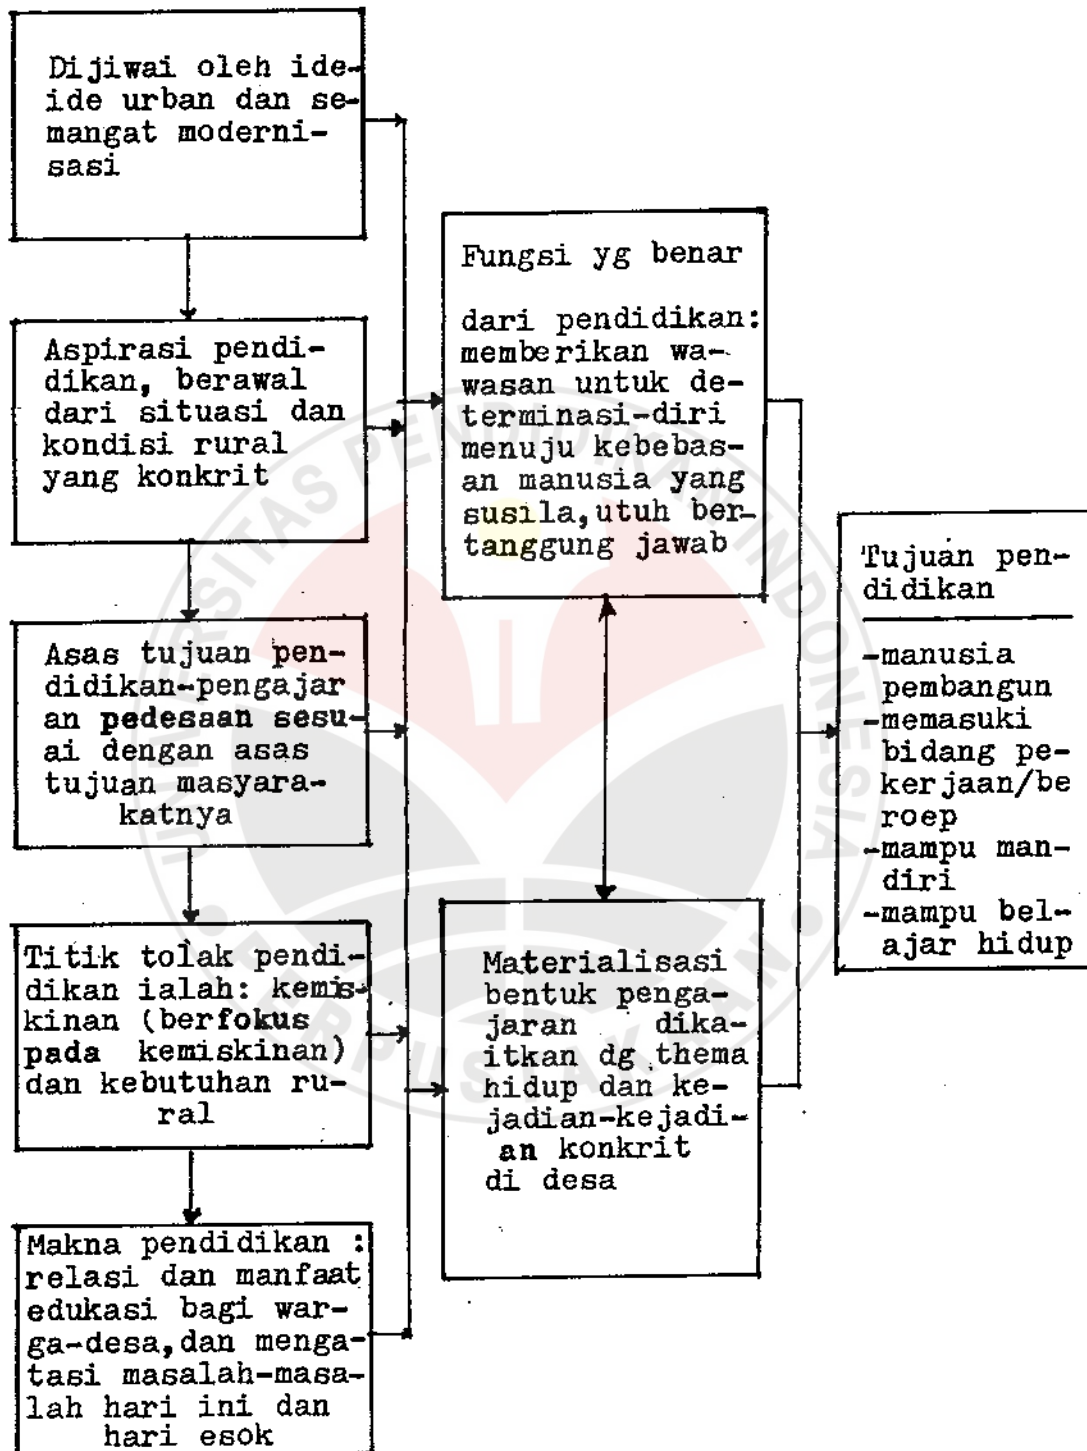 Dijiwai oleh ide-
ide urban dan se-
mangat moderni-
sasi
Aspirasi pendi-
dikan, berawal
dari situasi dan
kondisi rural
yang konkrit
Asas tujuan pen-
didikan-pengajar
an pedesaan sesu-
ai dengan asas
tujuan masyara-
katnya
Titik tolak pendi-
dikan ialah: kemis-
kinan (berfokus
pada kemiskinan)
dan kebutuhan ru-
ral
Makna pendidikan :
relasi dan manfaat
edukasi bagi war-
ga-desa, dan menga-
tasi masalah-masa-
lah hari ini dan
hari esok
Fungsi yg benar
dari pendidikan:
memberikan wa-
wasan untuk de-
terminasi-diri
menuju kebebas-
an manusia yang
susila, utuh ber-
tanggung jawab
Materialisasi
bentuk penga-
jaran dika-
itkan dg thema
hidup dan ke-
jadian-kejadi-
an konkrit
di desa
Tujuan pen-
didikan
-manusia
pembangun
-memasuki
bidang pe-
kerjaan/be
roep
-mampu man-
diri
-mampu bel-
ajar hidup
UNIVERSITAS PENDIDIKAN INDONESIA
PERPUSTAKAAN